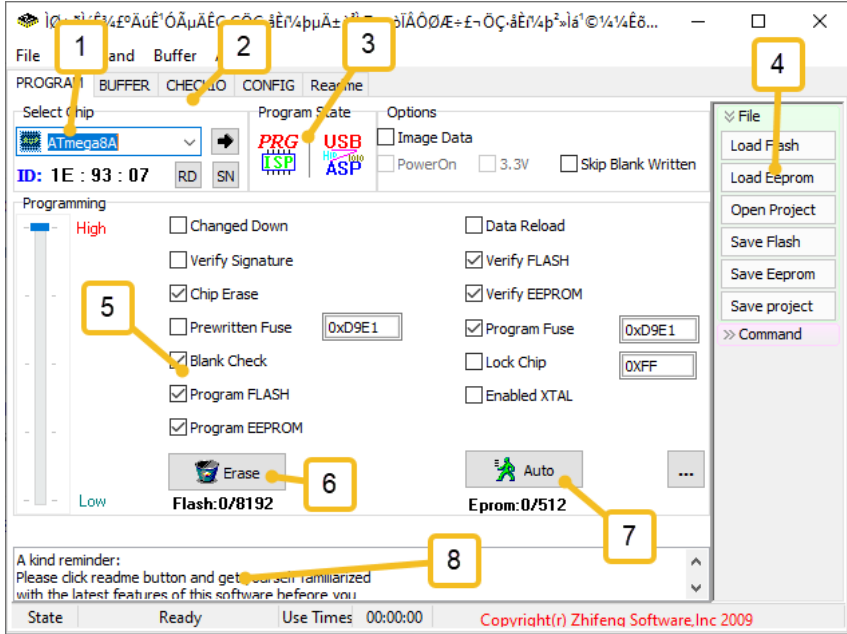 ÌØ
File
and
Buffer
1
2
3
4
PROGRAM BUFFER CHECKIO CONFIG Readme
Select Chip
Program State
Options
ATmega8A
PRG
ISP
USB
ASP
Image Data
PowerOn
3.3V
Skip Blank Written
ID: 1E : 93 : 07
RD
SN
File
Load Flash
Load Eeprom
Open Project
Save Flash
Save Eeprom
Save project
Command
Programming
High
Low
5
Changed Down
Data Reload
Verify Signature
Verify FLASH
Chip Erase
Verify EEPROM
Prewritten Fuse 0xD9E1
Program Fuse 0xD9E1
Blank Check
Lock Chip 0XFF
Program FLASH
Enabled XTAL
Program EEPROM
Erase
6
Auto
...
7
Flash:0/8192
Eprom:0/512
8
A kind reminder:
Please click readme button and get yourself familiarized
with the latest features of this software befeore you
State Ready Use Times 00:00:00 Copyright(r) Zhifeng Software,Inc 2009